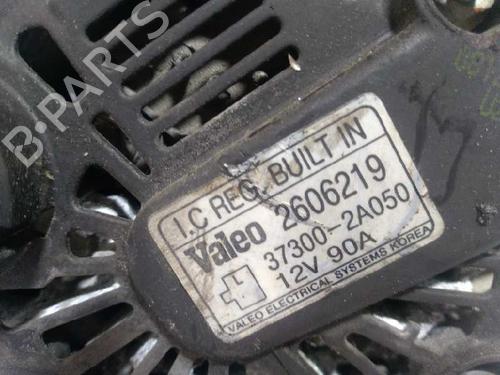 B-PARTS
I.C REG. BUILT IN
Valeo 2606219
37300-2A050
12V 90A
VALEO ELECTRICAL SYSTEMS KOREA